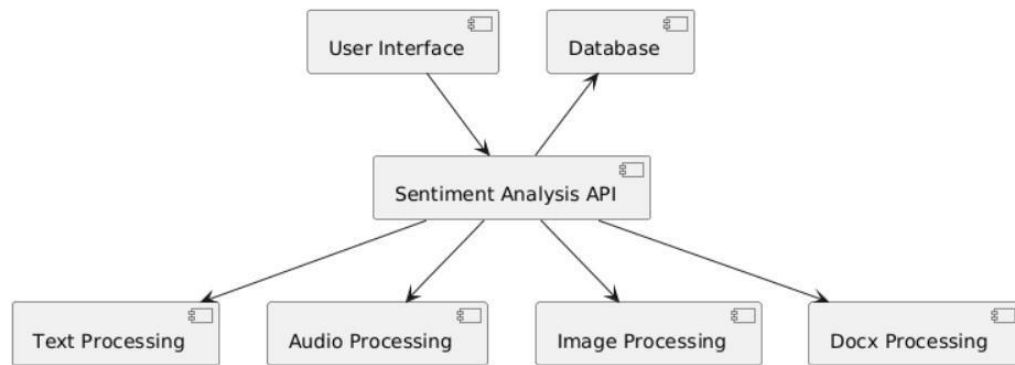 User Interface
Database
Sentiment Analysis API
Text Processing
Audio Processing
Image Processing
Docx Processing